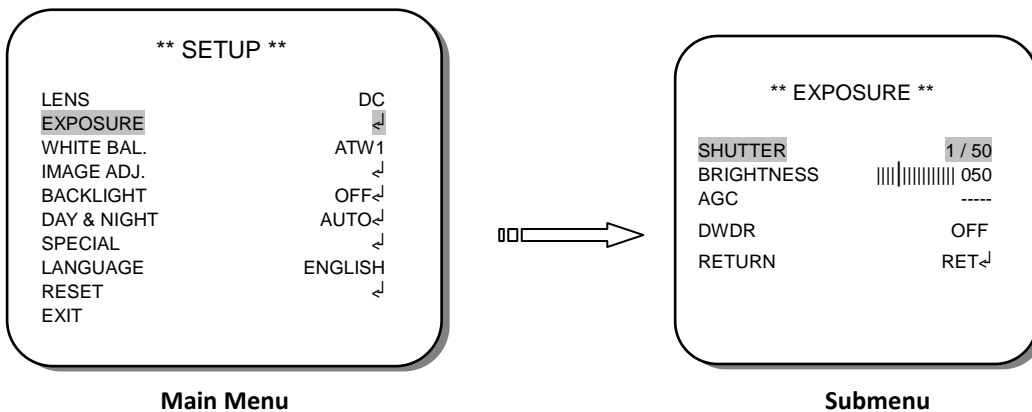 ** SETUP **
LENS DC
EXPOSURE ↲
WHITE BAL. ATW1
IMAGE ADJ. ↲
BACKLIGHT OFF↲
DAY & NIGHT AUTO↲
SPECIAL ↲
LANGUAGE ENGLISH
RESET ↲
EXIT
Main Menu
** EXPOSURE **
SHUTTER 1 / 50
BRIGHTNESS ||||||||||||||| 050
AGC -----
DWDR OFF
RETURN RET↲
Submenu